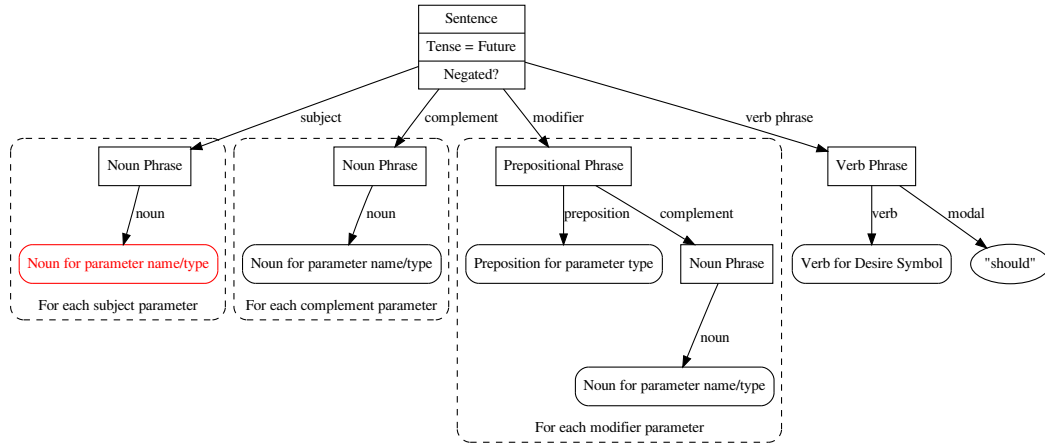 Sentence
Tense = Future
Negated?
subject
complement
modifier
verb phrase
Noun Phrase
Noun Phrase
Prepositional Phrase
Verb Phrase
noun
noun
preposition
complement
verb
modal
Noun for parameter name/type
Noun for parameter name/type
Preposition for parameter type
Noun Phrase
Verb for Desire Symbol
"should"
For each subject parameter
For each complement parameter
noun
Noun for parameter name/type
For each modifier parameter